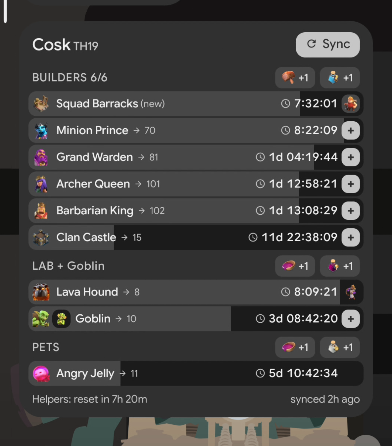 Cosk TH19
Sync
BUILDERS 6/6
+1
+1
Squad Barracks (new) 7:32:01
Minion Prince → 70 8:22:09 +
Grand Warden → 81 1d 04:19:44 +
Archer Queen → 101 1d 12:58:21 +
Barbarian King → 102 1d 13:08:29 +
Clan Castle → 15 11d 22:38:09 +
LAB + Goblin
+1
+1
Lava Hound → 8 8:09:21
Goblin → 10 3d 08:42:20 +
PETS
+1
+1
Angry Jelly → 11 5d 10:42:34
Helpers: reset in 7h 20m synced 2h ago